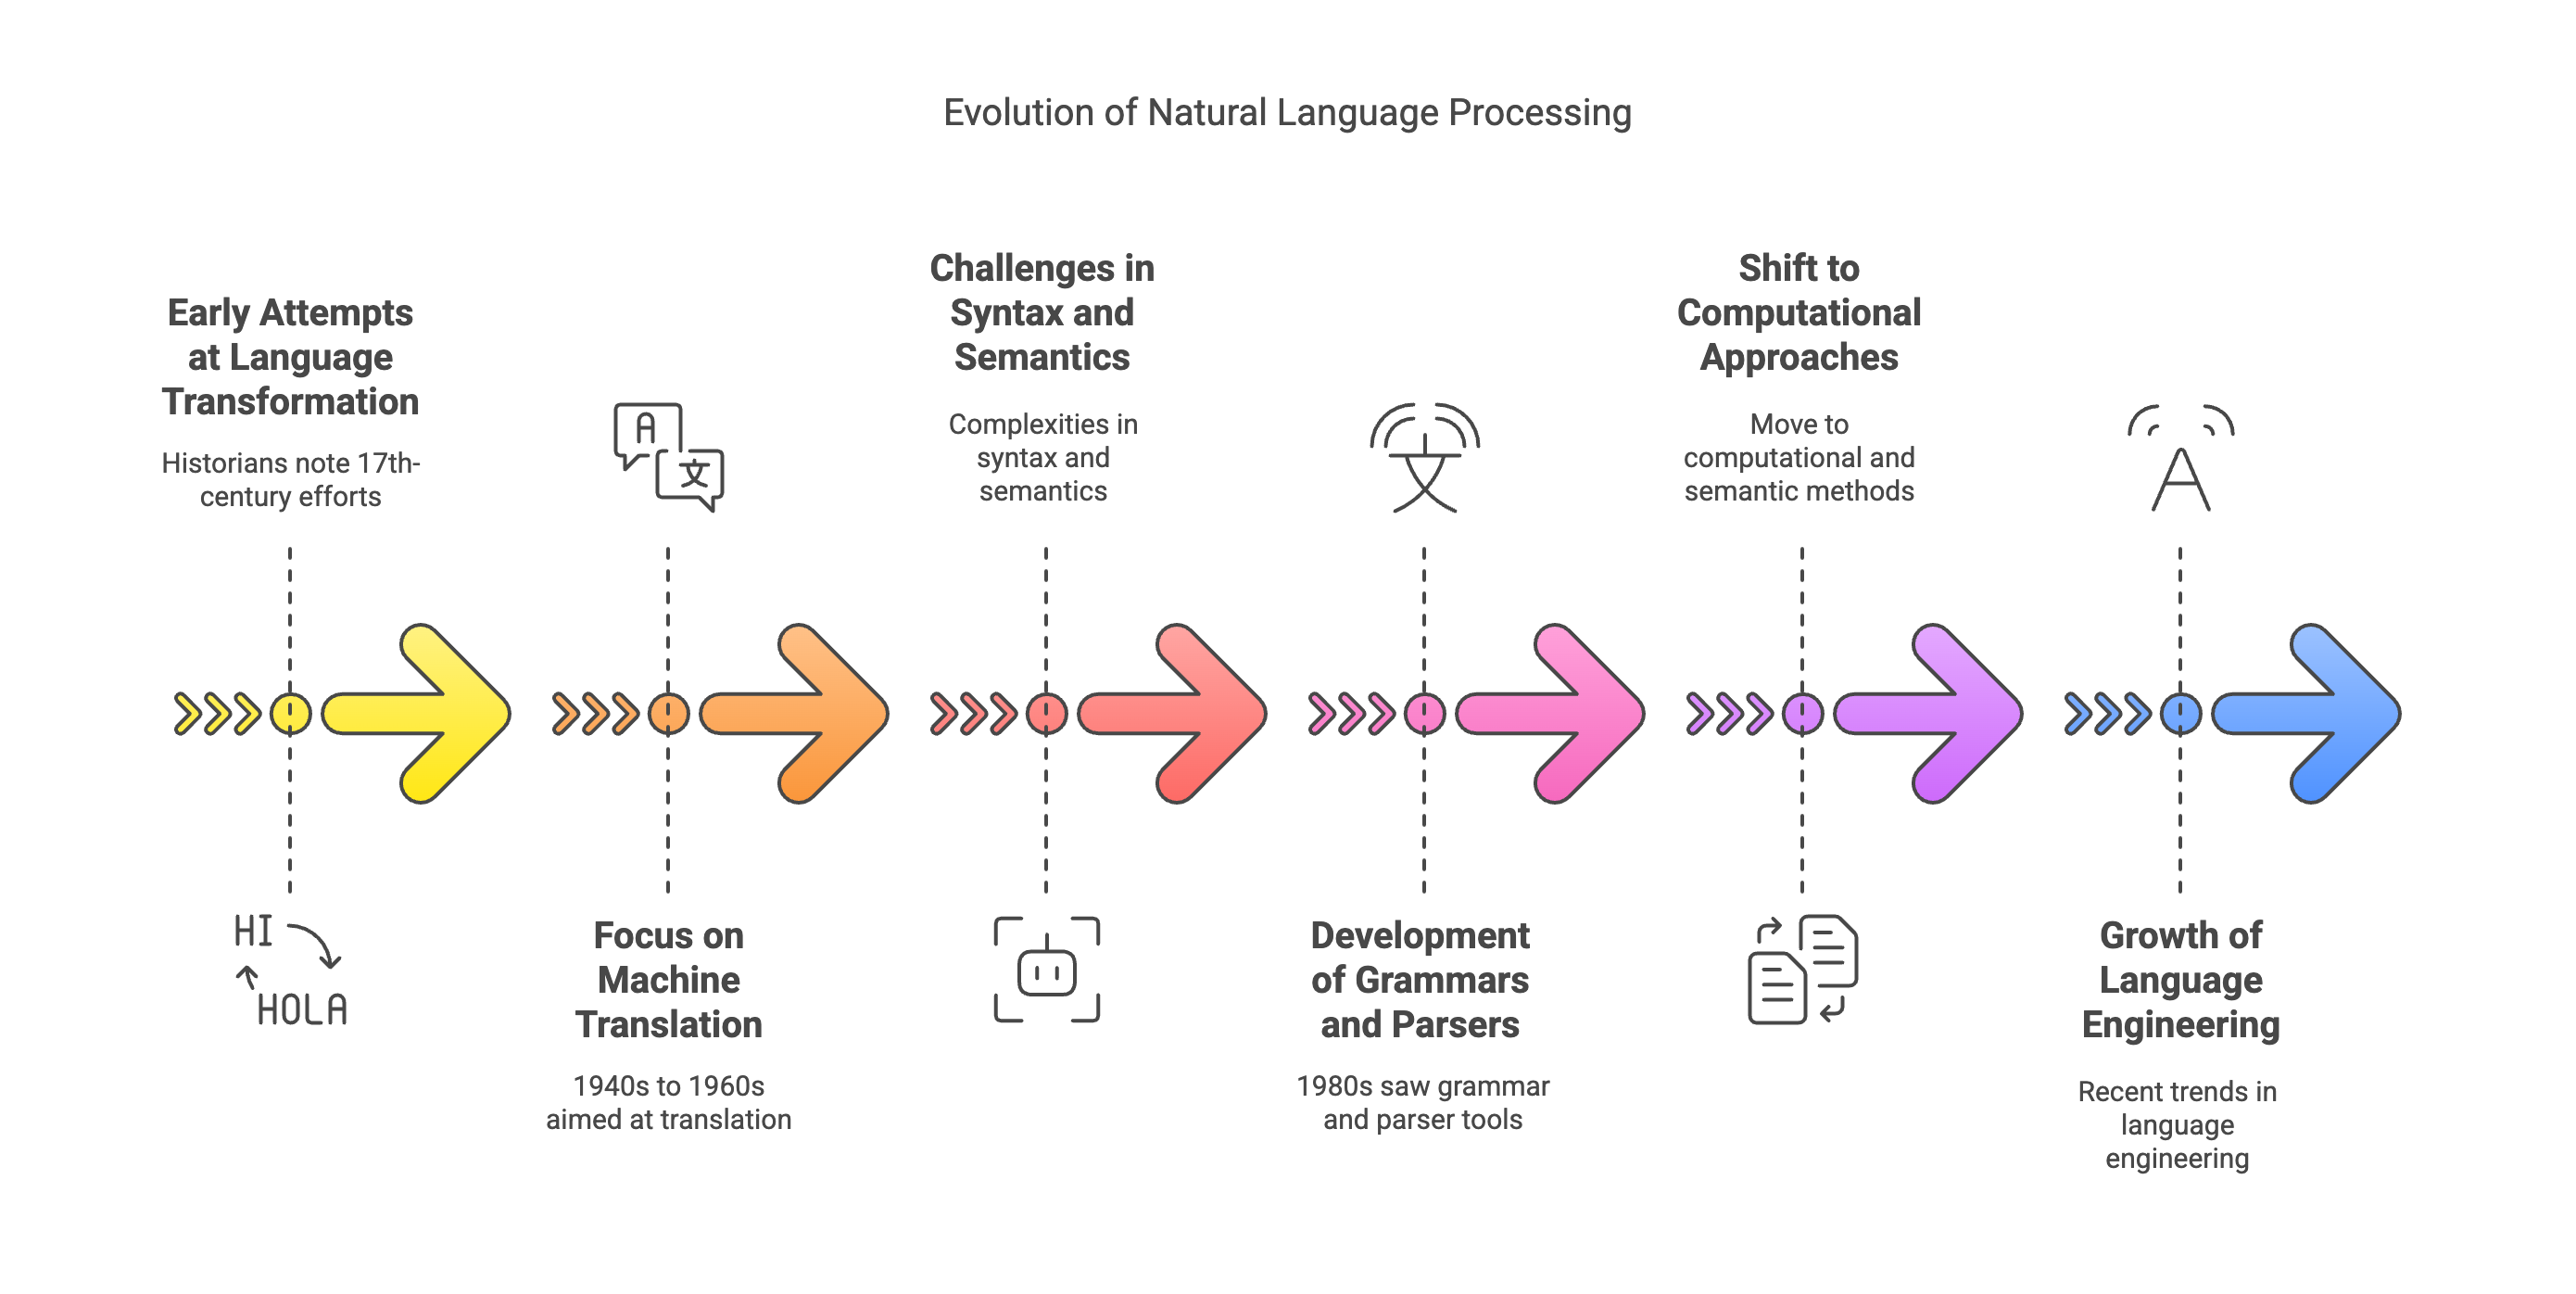 Evolution of Natural Language Processing
Early Attempts
at Language
Transformation
Historians note 17th-
century efforts
HI
HOLA
A
文
Focus on
Machine
Translation
1940s to 1960s
aimed at translation
Challenges in
Syntax and
Semantics
Complexities in
syntax and
semantics
文
Development
of Grammars
and Parsers
1980s saw grammar
and parser tools
Shift to
Computational
Approaches
Move to
computational and
semantic methods
A
Growth of
Language
Engineering
Recent trends in
language
engineering